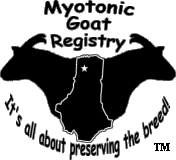 Myotonic
Goat
Registry
It's all about preserving the breed!
TM